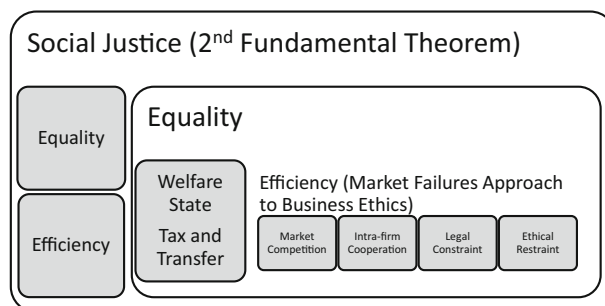 Social Justice (2nd Fundamental Theorem)
Equality
Efficiency
Equality
Welfare
State
Tax and
Transfer
Efficiency (Market Failures Approach
to Business Ethics)
Market
Competition
Intra-firm
Cooperation
Legal
Constraint
Ethical
Restraint